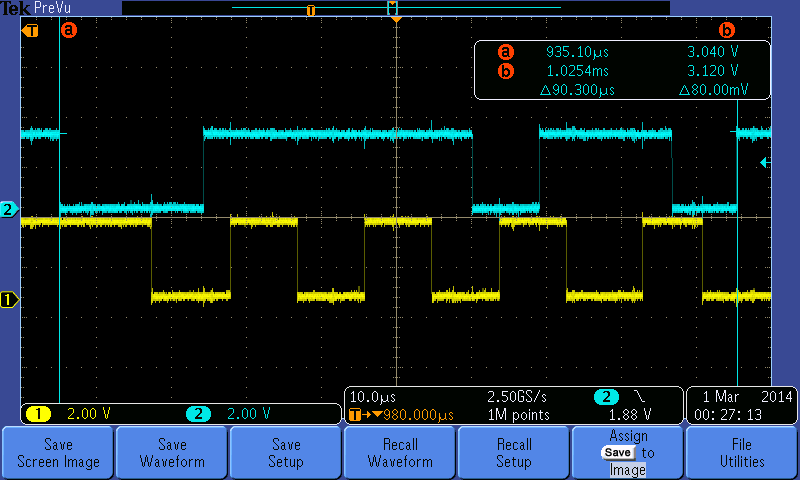 Tek PreVu
T
T
a
b
a 935.10µs 3.040 V
b 1.0254ms 3.120 V
Δ90.300µs Δ80.00mV
2
1
1 2.00 V 2 2.00 V
10.0µs 2.50GS/s 2
T→▼980.000µs 1M points 1.88 V
1 Mar 2014
00:27:13
Save
Screen Image
Save
Waveform
Save
Setup
Recall
Waveform
Recall
Setup
Assign
Save to
Image
File
Utilities